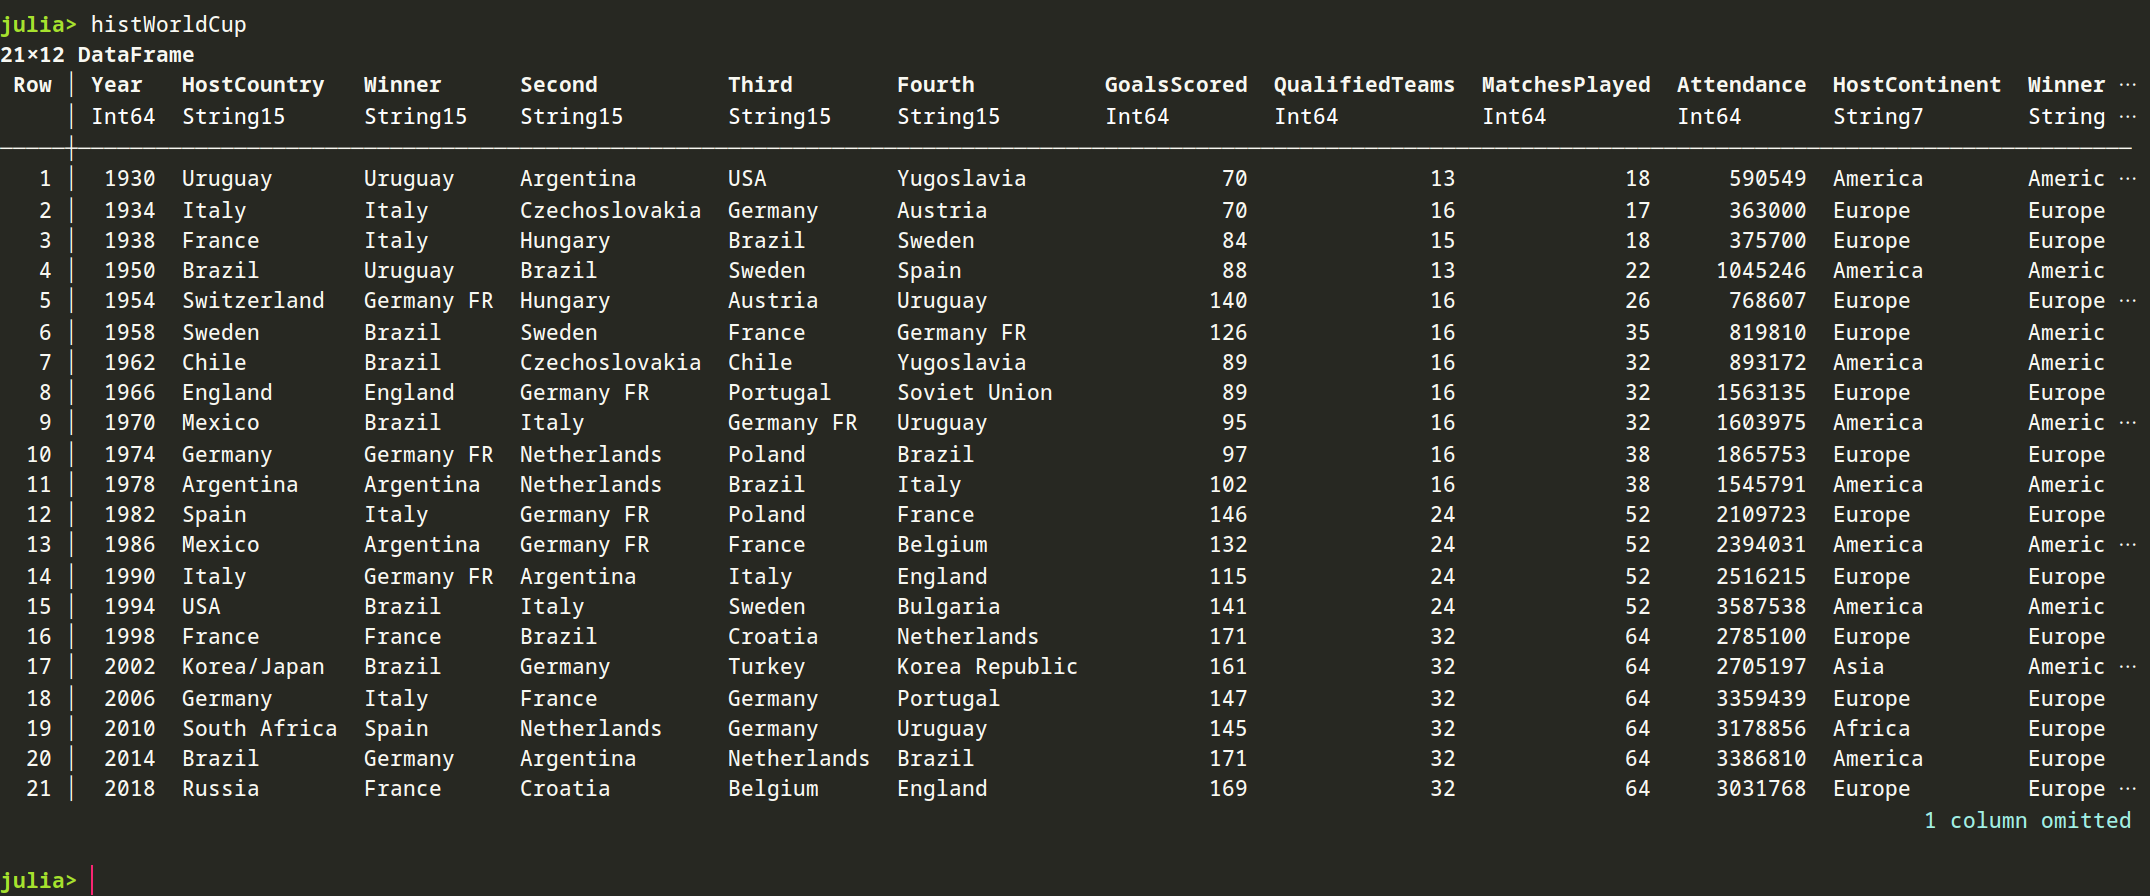 julia> histWorldCup
21×12 DataFrame
Row │ Year HostCountry Winner Second Third Fourth GoalsScored QualifiedTeams MatchesPlayed Attendance HostContinent Winner ⋯
│ Int64 String15 String15 String15 String15 String15 Int64 Int64 Int64 Int64 String7 String ⋯
1 │ 1930 Uruguay Uruguay Argentina USA Yugoslavia 70 13 18 590549 America Americ ⋯
2 │ 1934 Italy Italy Czechoslovakia Germany Austria 70 16 17 363000 Europe Europe
3 │ 1938 France Italy Hungary Brazil Sweden 84 15 18 375700 Europe Europe
4 │ 1950 Brazil Uruguay Brazil Sweden Spain 88 13 22 1045246 America Americ
5 │ 1954 Switzerland Germany FR Hungary Austria Uruguay 140 16 26 768607 Europe Europe ⋯
6 │ 1958 Sweden Brazil Sweden France Germany FR 126 16 35 819810 Europe Americ
7 │ 1962 Chile Brazil Czechoslovakia Chile Yugoslavia 89 16 32 893172 America Americ
8 │ 1966 England England Germany FR Portugal Soviet Union 89 16 32 1563135 Europe Europe
9 │ 1970 Mexico Brazil Italy Germany FR Uruguay 95 16 32 1603975 America Americ ⋯
10 │ 1974 Germany Germany FR Netherlands Poland Brazil 97 16 38 1865753 Europe Europe
11 │ 1978 Argentina Argentina Netherlands Brazil Italy 102 16 38 1545791 America Americ
12 │ 1982 Spain Italy Germany FR Poland France 146 24 52 2109723 Europe Europe
13 │ 1986 Mexico Argentina Germany FR France Belgium 132 24 52 2394031 America Americ ⋯
14 │ 1990 Italy Germany FR Argentina Italy England 115 24 52 2516215 Europe Europe
15 │ 1994 USA Brazil Italy Sweden Bulgaria 141 24 52 3587538 America Americ
16 │ 1998 France France Brazil Croatia Netherlands 171 32 64 2785100 Europe Europe
17 │ 2002 Korea/Japan Brazil Germany Turkey Korea Republic 161 32 64 2705197 Asia Americ ⋯
18 │ 2006 Germany Italy France Germany Portugal 147 32 64 3359439 Europe Europe
19 │ 2010 South Africa Spain Netherlands Germany Uruguay 145 32 64 3178856 Africa Europe
20 │ 2014 Brazil Germany Argentina Netherlands Brazil 171 32 64 3386810 America Europe
21 │ 2018 Russia France Croatia Belgium England 169 32 64 3031768 Europe Europe ⋯
1 column omitted
julia>